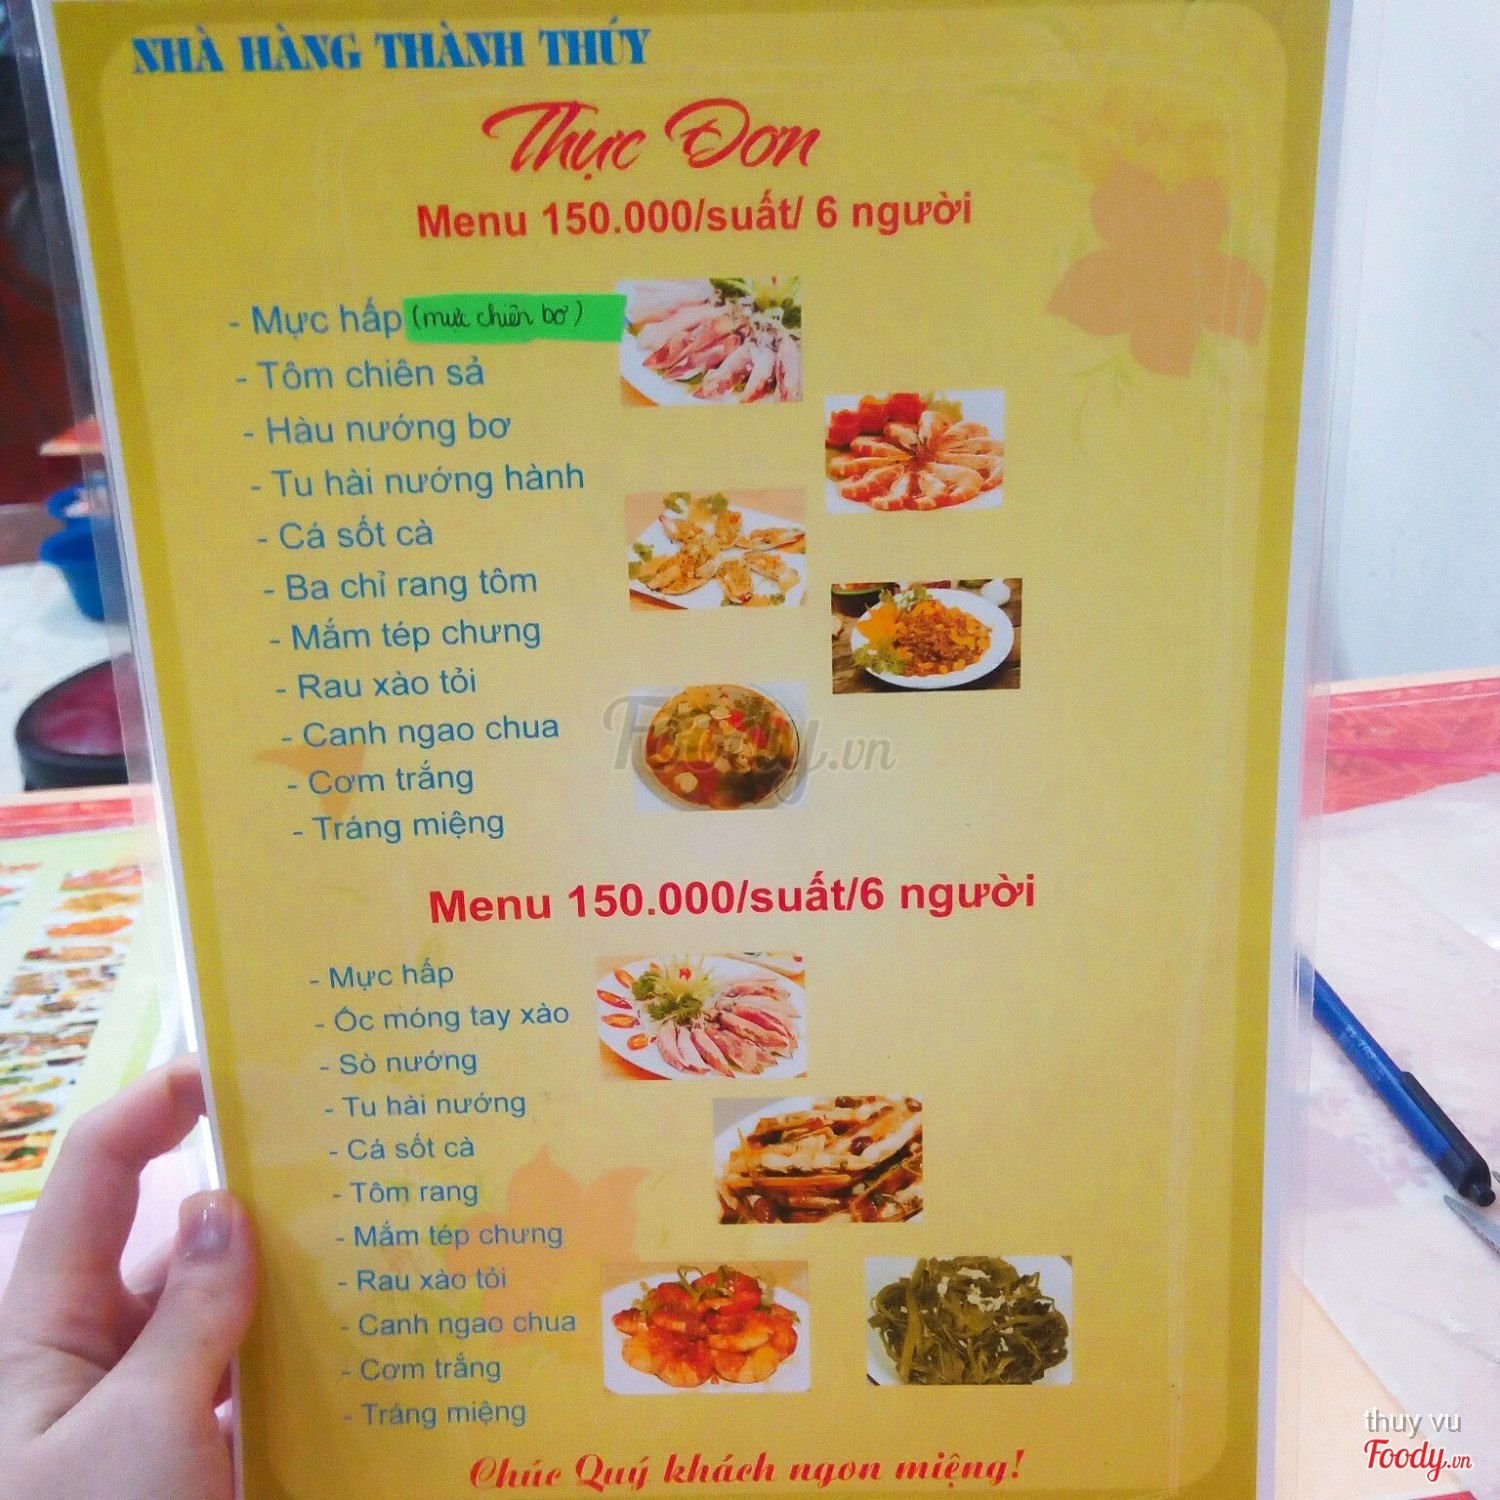 NHÀ HÀNG THÀNH THÚY
Thực Đơn
Menu 150.000/suất/ 6 người
- Mực hấp (mực chiên bơ)
- Tôm chiên sả
- Hàu nướng bơ
- Tu hài nướng hành
- Cá sốt cà
- Ba chỉ rang tôm
- Mắm tép chưng
- Rau xào tỏi
- Canh ngao chua
- Cơm trắng
- Tráng miệng
Foody.vn
Menu 150.000/suất/6 người
- Mực hấp
- Ốc móng tay xào
- Sò nướng
- Tu hài nướng
- Cá sốt cà
- Tôm rang
- Mắm tép chưng
- Rau xào tỏi
- Canh ngao chua
- Cơm trắng
- Tráng miệng
Chúc Quý khách ngon miệng!
thuy vu
Foody.vn